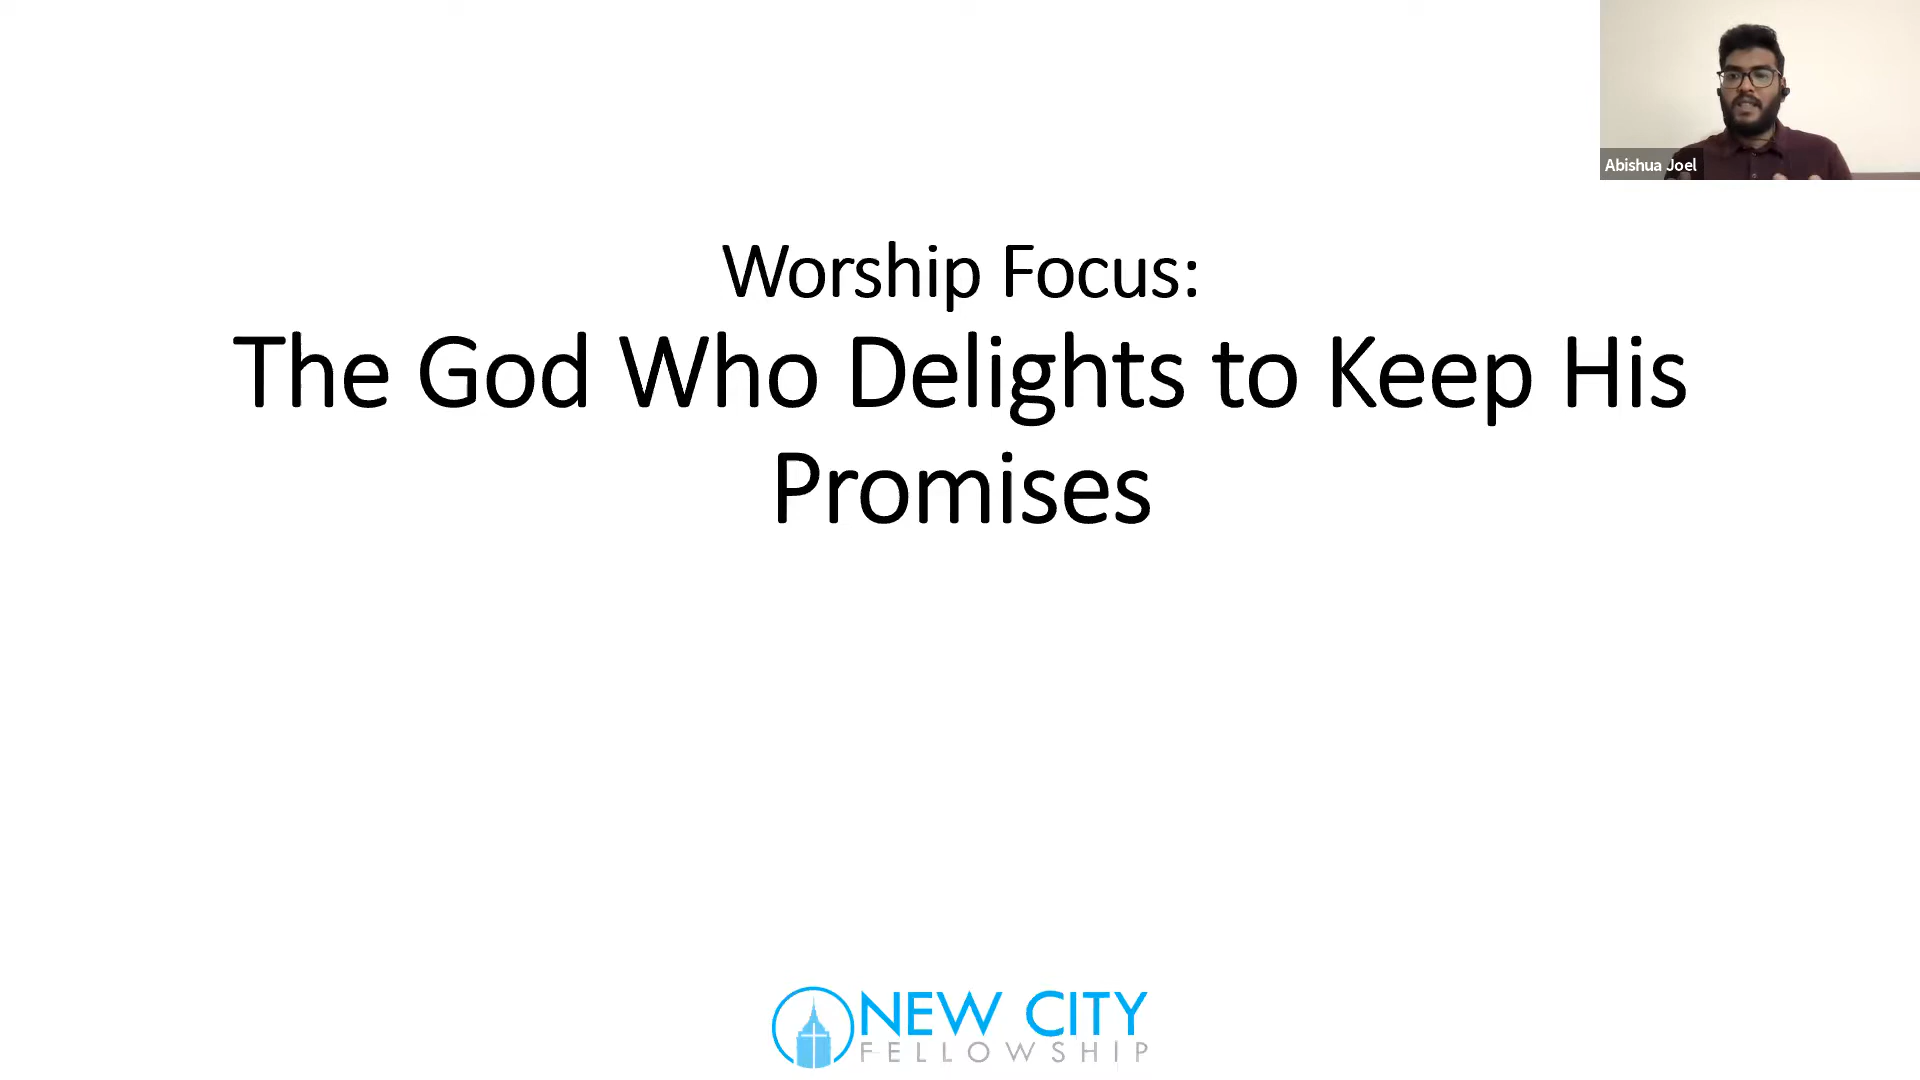 Abishua Joel
Worship Focus:
The God Who Delights to Keep His
Promises
NEW CITY
FELLOWSHIP